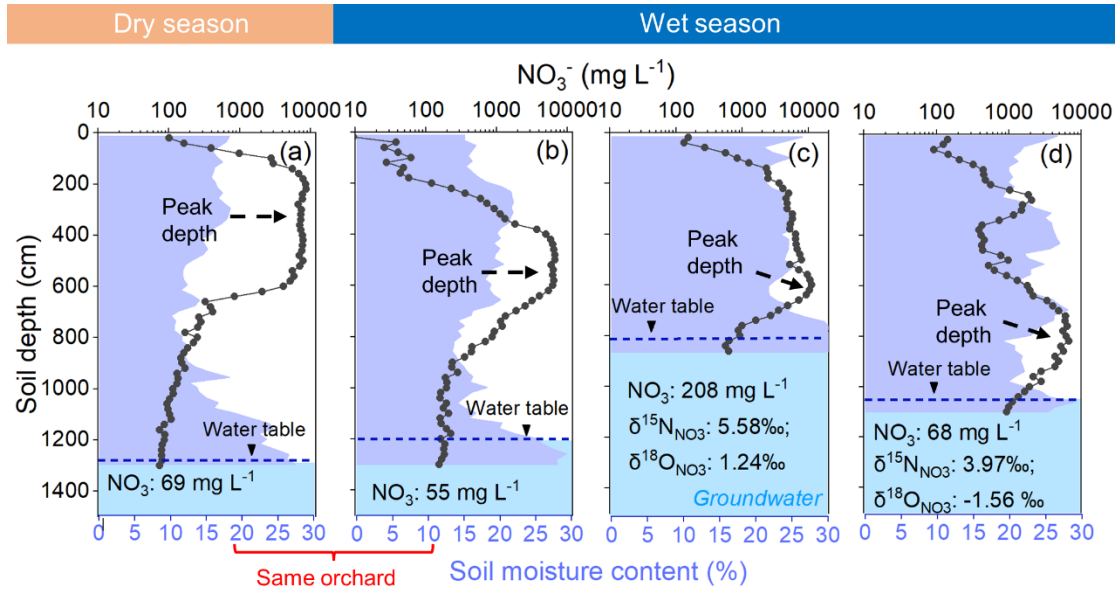 Dry season
Wet season
NO₃⁻ (mg L⁻¹)
10 100 1000 10000
10 100 1000 10000
10 100 1000 10000
10 100 1000 10000
Soil depth (cm)
0
200
400
600
800
1000
1200
1400
(a)
Peak
depth
Water table
NO₃: 69 mg L⁻¹
0 5 10 15 20 25 30
(b)
Peak
depth
Water table
NO₃: 55 mg L⁻¹
0 5 10 15 20 25 30
(c)
Peak
depth
Water table
NO₃: 208 mg L⁻¹
δ¹⁵N_NO3: 5.58‰;
δ¹⁸O_NO3: 1.24‰
Groundwater
0 5 10 15 20 25 30
(d)
Peak
depth
Water table
NO₃: 68 mg L⁻¹
δ¹⁵N_NO3: 3.97‰;
δ¹⁸O_NO3: -1.56 ‰
0 5 10 15 20 25 30
Same orchard
Soil moisture content (%)